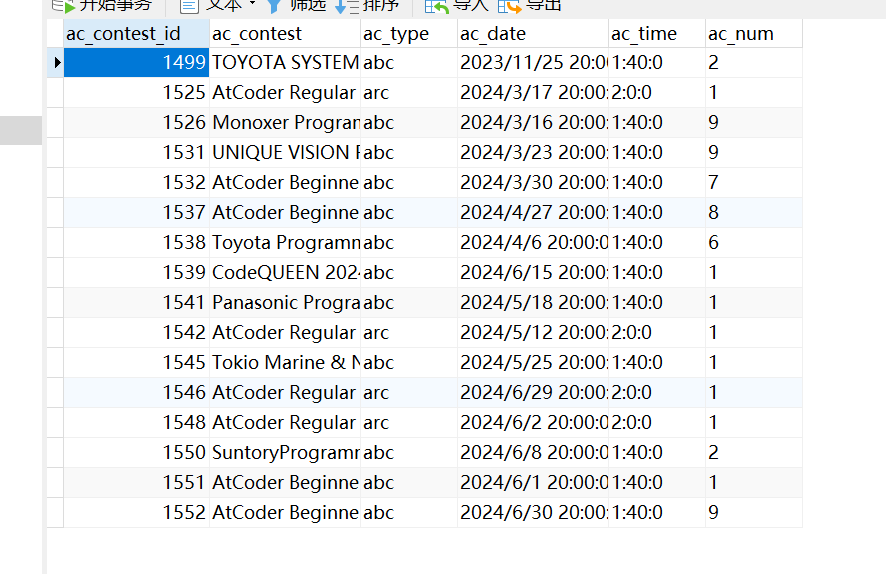 开始事务 文本 筛选 排序 导入 导出
ac_contest_id ac_contest ac_type ac_date ac_time ac_num
1499 TOYOTA SYSTEM abc 2023/11/25 20:0 1:40:0 2
1525 AtCoder Regular arc 2024/3/17 20:00: 2:0:0 1
1526 Monoxer Program abc 2024/3/16 20:00: 1:40:0 9
1531 UNIQUE VISION P abc 2024/3/23 20:00: 1:40:0 9
1532 AtCoder Beginne abc 2024/3/30 20:00: 1:40:0 7
1537 AtCoder Beginne abc 2024/4/27 20:00: 1:40:0 8
1538 Toyota Programm abc 2024/4/6 20:00:0 1:40:0 6
1539 CodeQUEEN 202 abc 2024/6/15 20:00: 1:40:0 1
1541 Panasonic Progra abc 2024/5/18 20:00: 1:40:0 1
1542 AtCoder Regular arc 2024/5/12 20:00: 2:0:0 1
1545 Tokio Marine & N abc 2024/5/25 20:00: 1:40:0 1
1546 AtCoder Regular arc 2024/6/29 20:00: 2:0:0 1
1548 AtCoder Regular arc 2024/6/2 20:00:0 2:0:0 1
1550 SuntoryProgramm abc 2024/6/8 20:00:0 1:40:0 2
1551 AtCoder Beginne abc 2024/6/1 20:00:0 1:40:0 1
1552 AtCoder Beginne abc 2024/6/30 20:00: 1:40:0 9